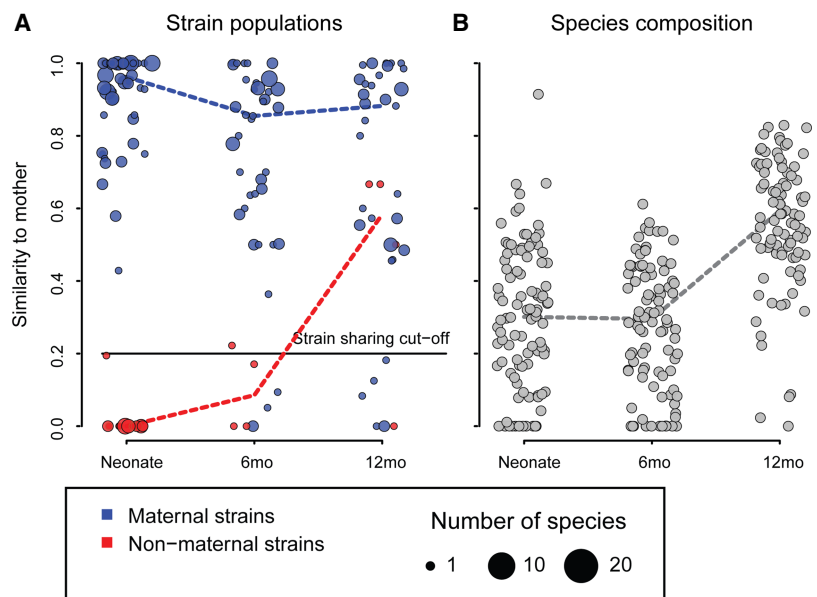 A
Strain populations
B
Species composition
Similarity to mother
1.0
0.8
0.6
0.4
0.2
0.0
Strain sharing cut−off
Neonate
6mo
12mo
Neonate
6mo
12mo
Maternal strains
Non−maternal strains
Number of species
1
10
20